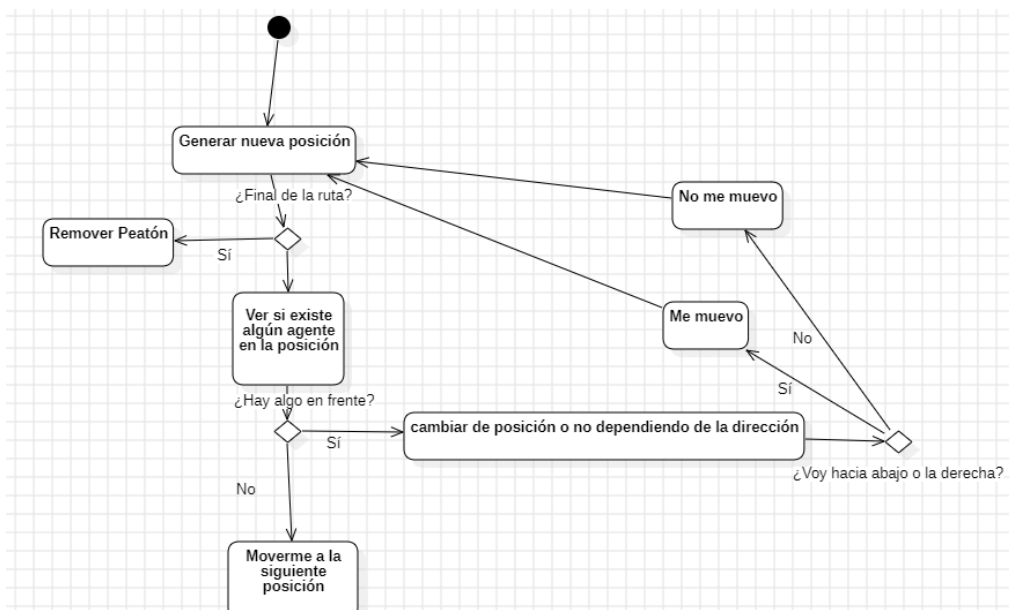 Generar nueva posición
¿Final de la ruta?
No me muevo
Remover Peatón
Sí
Ver si existe
algún agente
en la posición
Me muevo
No
Sí
¿Hay algo en frente?
cambiar de posición o no dependiendo de la dirección
Sí
¿Voy hacia abajo o la derecha?
No
Moverme a la
siguiente
posición